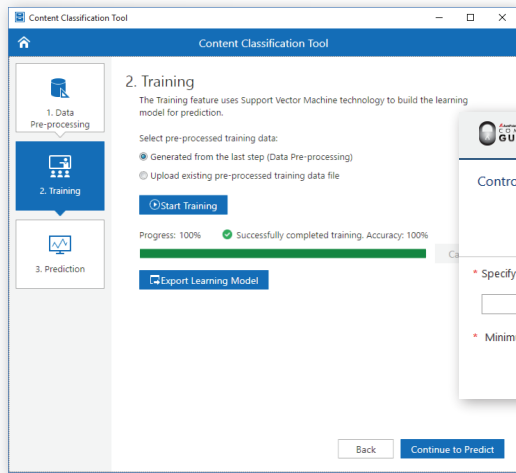 Content Classification Tool
Content Classification Tool
1. Data
Pre-processing
2. Training
3. Prediction
2. Training
The Training feature uses Support Vector Machine technology to build the learning
model for prediction.
Select pre-processed training data:
Generated from the last step (Data Pre-processing)
Upload existing pre-processed training data file
Start Training
Progress: 100% Successfully completed training. Accuracy: 100%
Ca
Export Learning Model
Back Continue to Predict
Contro
* Specify
* Minimu